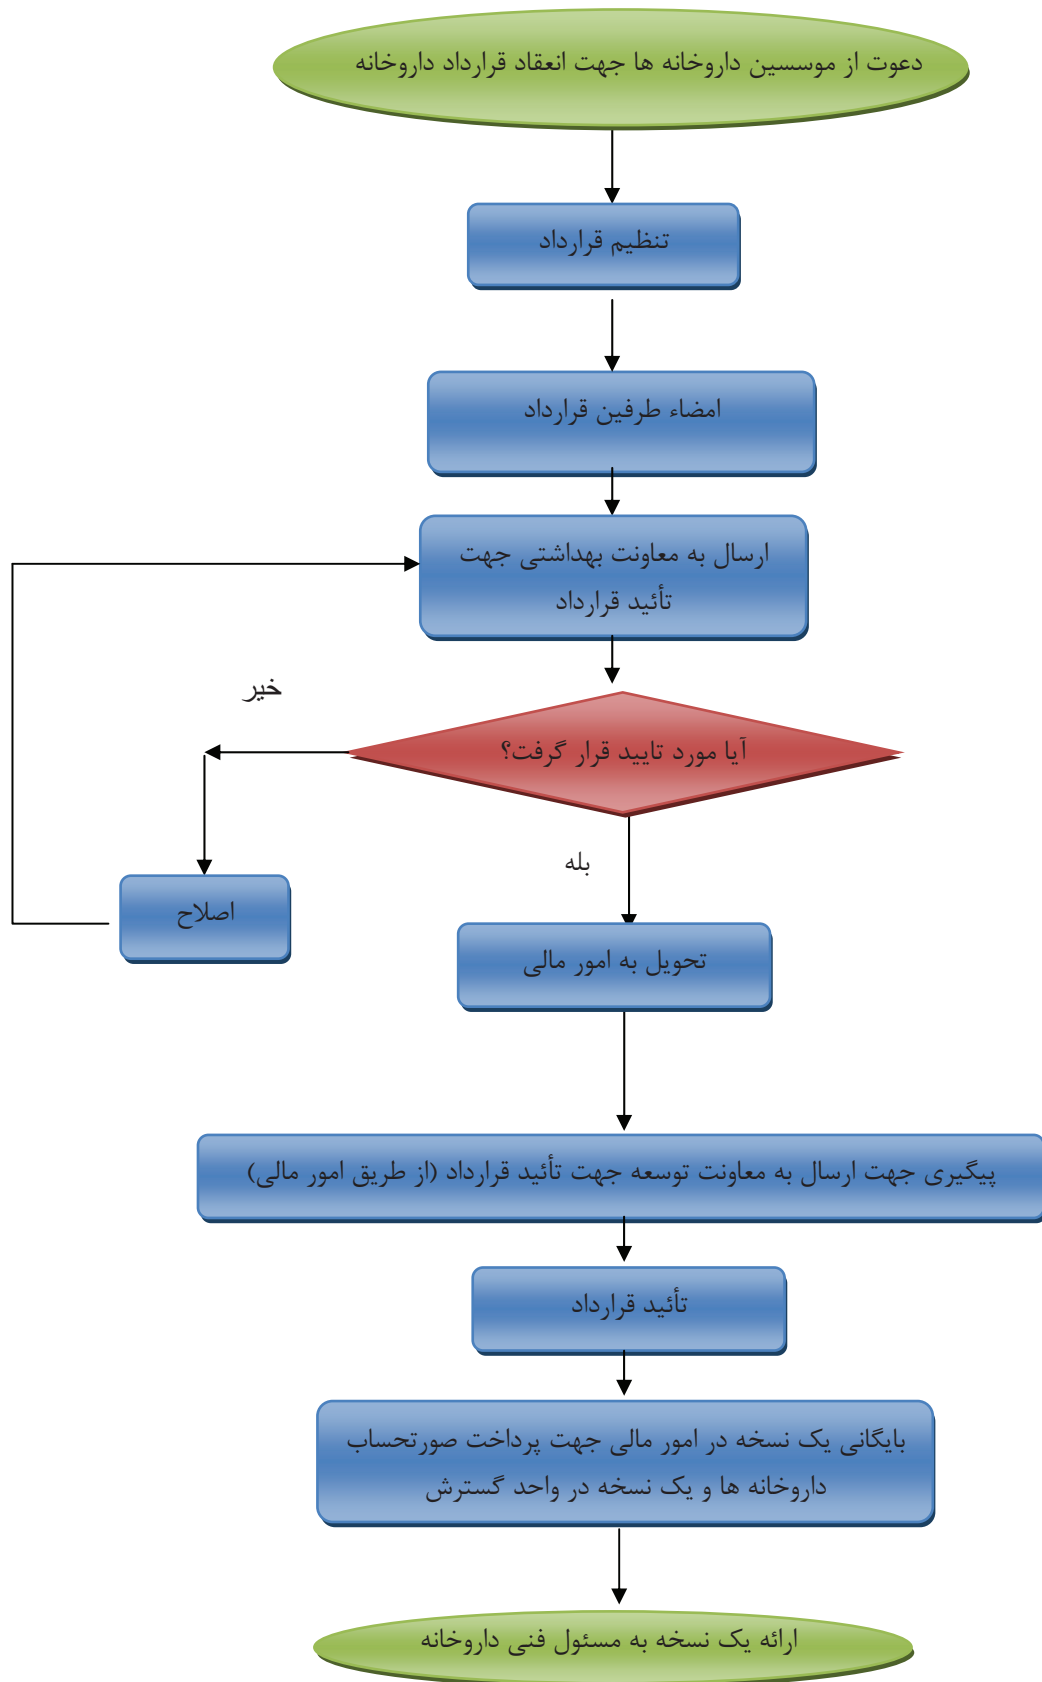 دعوت از موسسین داروخانه ها جهت انعقاد قرارداد داروخانه
تنظیم قرارداد
امضاء طرفین قرارداد
ارسال به معاونت بهداشتی جهت
تأئید قرارداد
خیر
آیا مورد تایید قرار گرفت؟
بله
اصلاح
تحویل به امور مالی
پیگیری جهت ارسال به معاونت توسعه جهت تأئید قرارداد (از طریق امور مالی)
تأئید قرارداد
بایگانی یک نسخه در امور مالی جهت پرداخت صورتحساب
داروخانه ها و یک نسخه در واحد گسترش
ارائه یک نسخه به مسئول فنی داروخانه